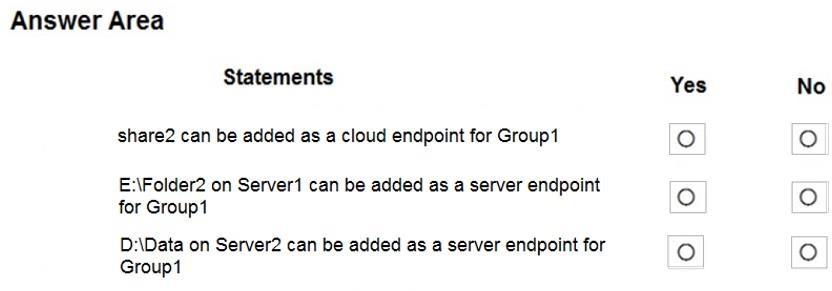 Answer Area
Statements Yes No
share2 can be added as a cloud endpoint for Group1
E:\Folder2 on Server1 can be added as a server endpoint
for Group1
D:\Data on Server2 can be added as a server endpoint for
Group1